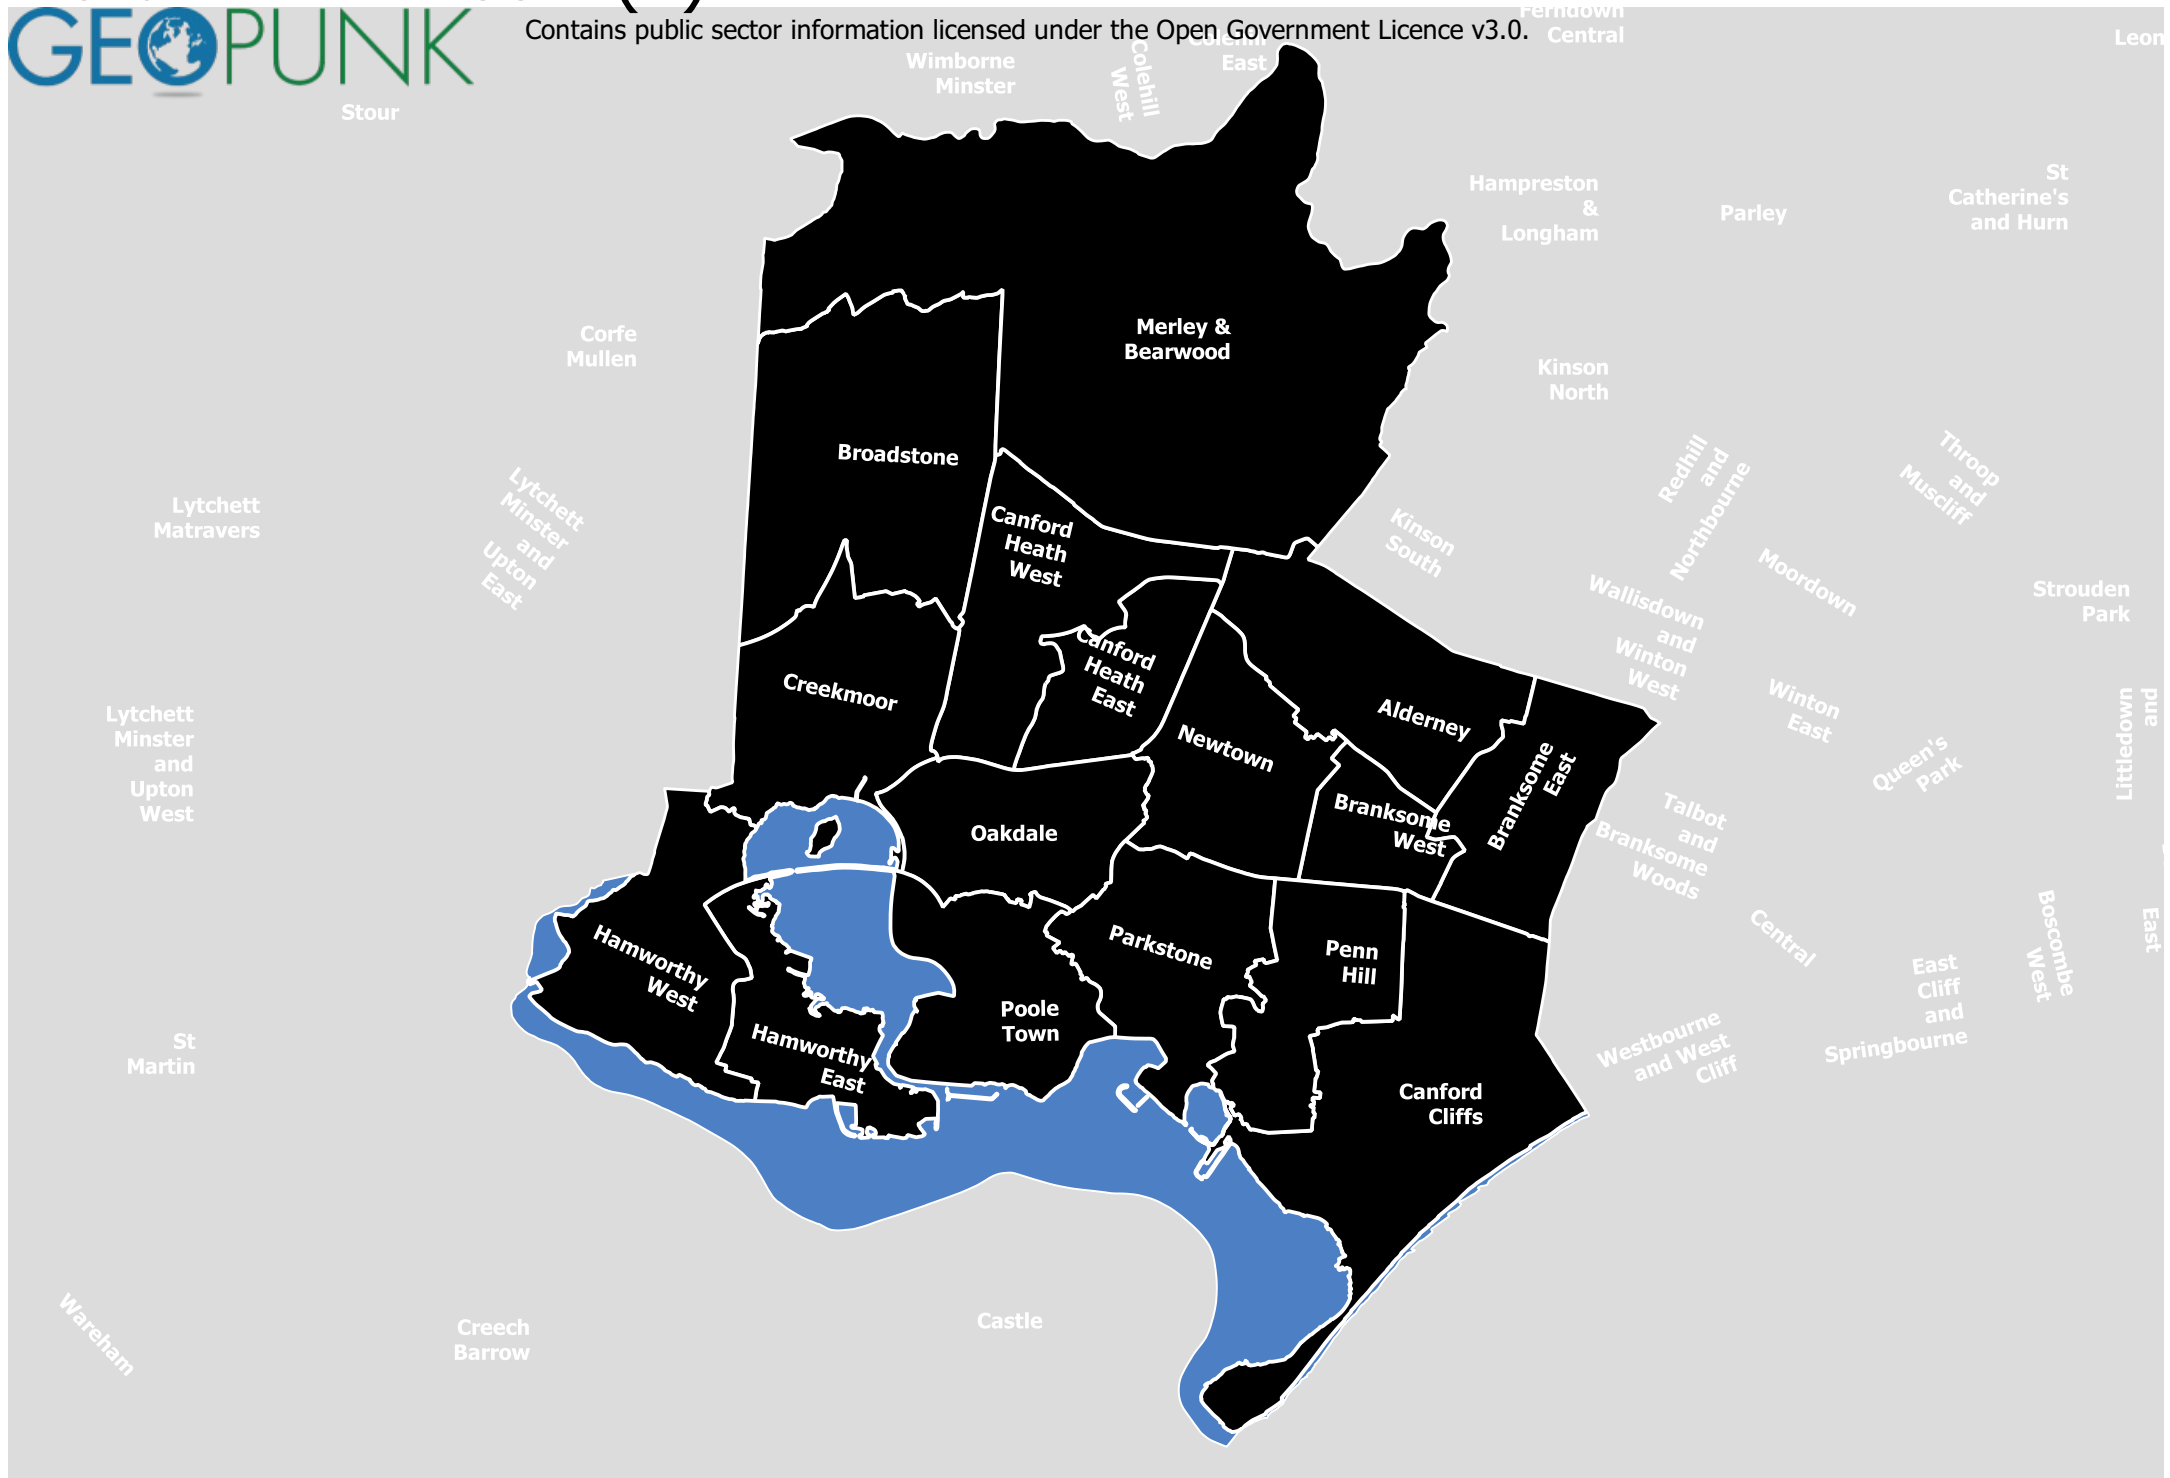 GEOPUNK
Contains public sector information licensed under the Open Government Licence v3.0.
Ferndown
Central
Leon
Colehill
East
Wimborne
Minster
Colehill
West
Stour
Hampreston
&
Longham
Parley
St
Catherine's
and Hurn
Merley &
Bearwood
Corfe
Mullen
Kinson
North
Broadstone
Lytchett
Matravers
Lytchett
Minster
and
Upton
East
Canford
Heath
West
Kinson
South
Redhill
and
Northbourne
Throop
and
Muscliff
Moordown
Strouden
Park
Wallisdown
and
Winton
West
Canford
Heath
East
Creekmoor
Newtown
Alderney
Winton
East
Lytchett
Minster
and
Upton
West
Littledown
and
Queen's
Park
Branksome
East
Branksome
West
Oakdale
Talbot
and
Branksome
Woods
Hamworthy
West
Parkstone
Penn
Hill
Central
Boscombe
West
East
East
Cliff
and
Springbourne
Poole
Town
Hamworthy
East
St
Martin
Westbourne
and West
Cliff
Canford
Cliffs
Wareham
Creech
Barrow
Castle